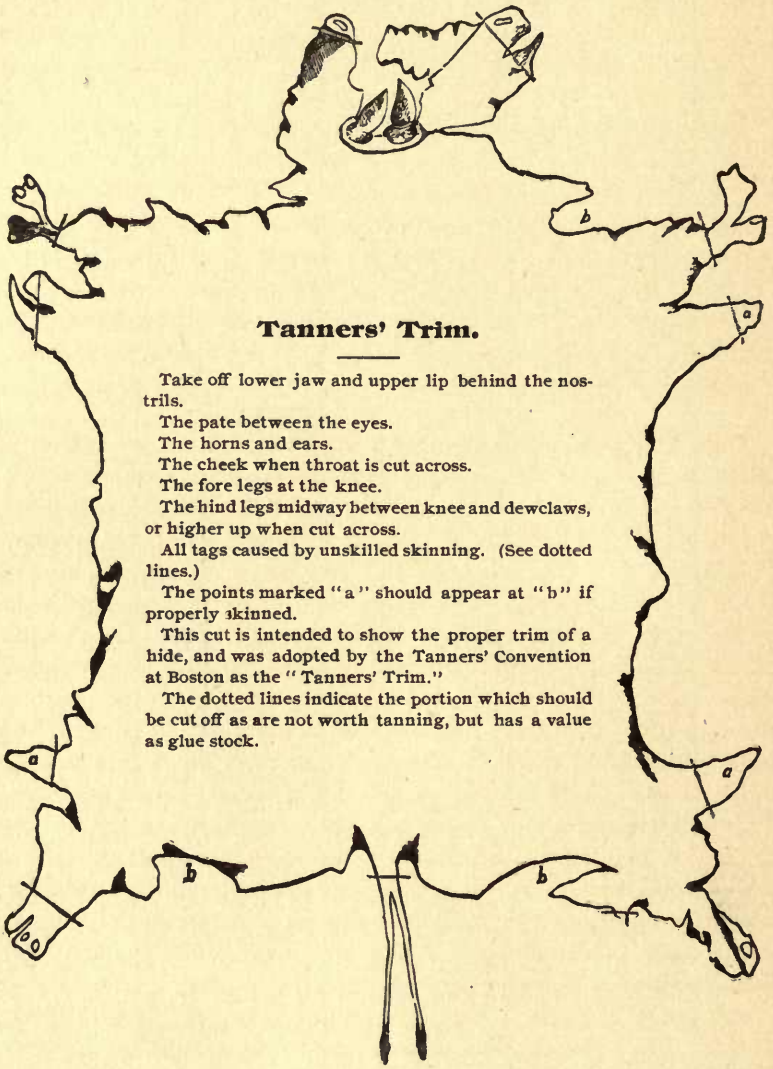 b
a
Tanners' Trim.
Take off lower jaw and upper lip behind the nos-
trils.
The pate between the eyes.
The horns and ears.
The cheek when throat is cut across.
The fore legs at the knee.
The hind legs midway between knee and dewclaws,
or higher up when cut across.
All tags caused by unskilled skinning. (See dotted
lines.)
The points marked "a" should appear at "b" if
properly skinned.
This cut is intended to show the proper trim of a
hide, and was adopted by the Tanners' Convention
at Boston as the "Tanners' Trim."
The dotted lines indicate the portion which should
be cut off as are not worth tanning, but has a value
as glue stock.
a
a
b
b